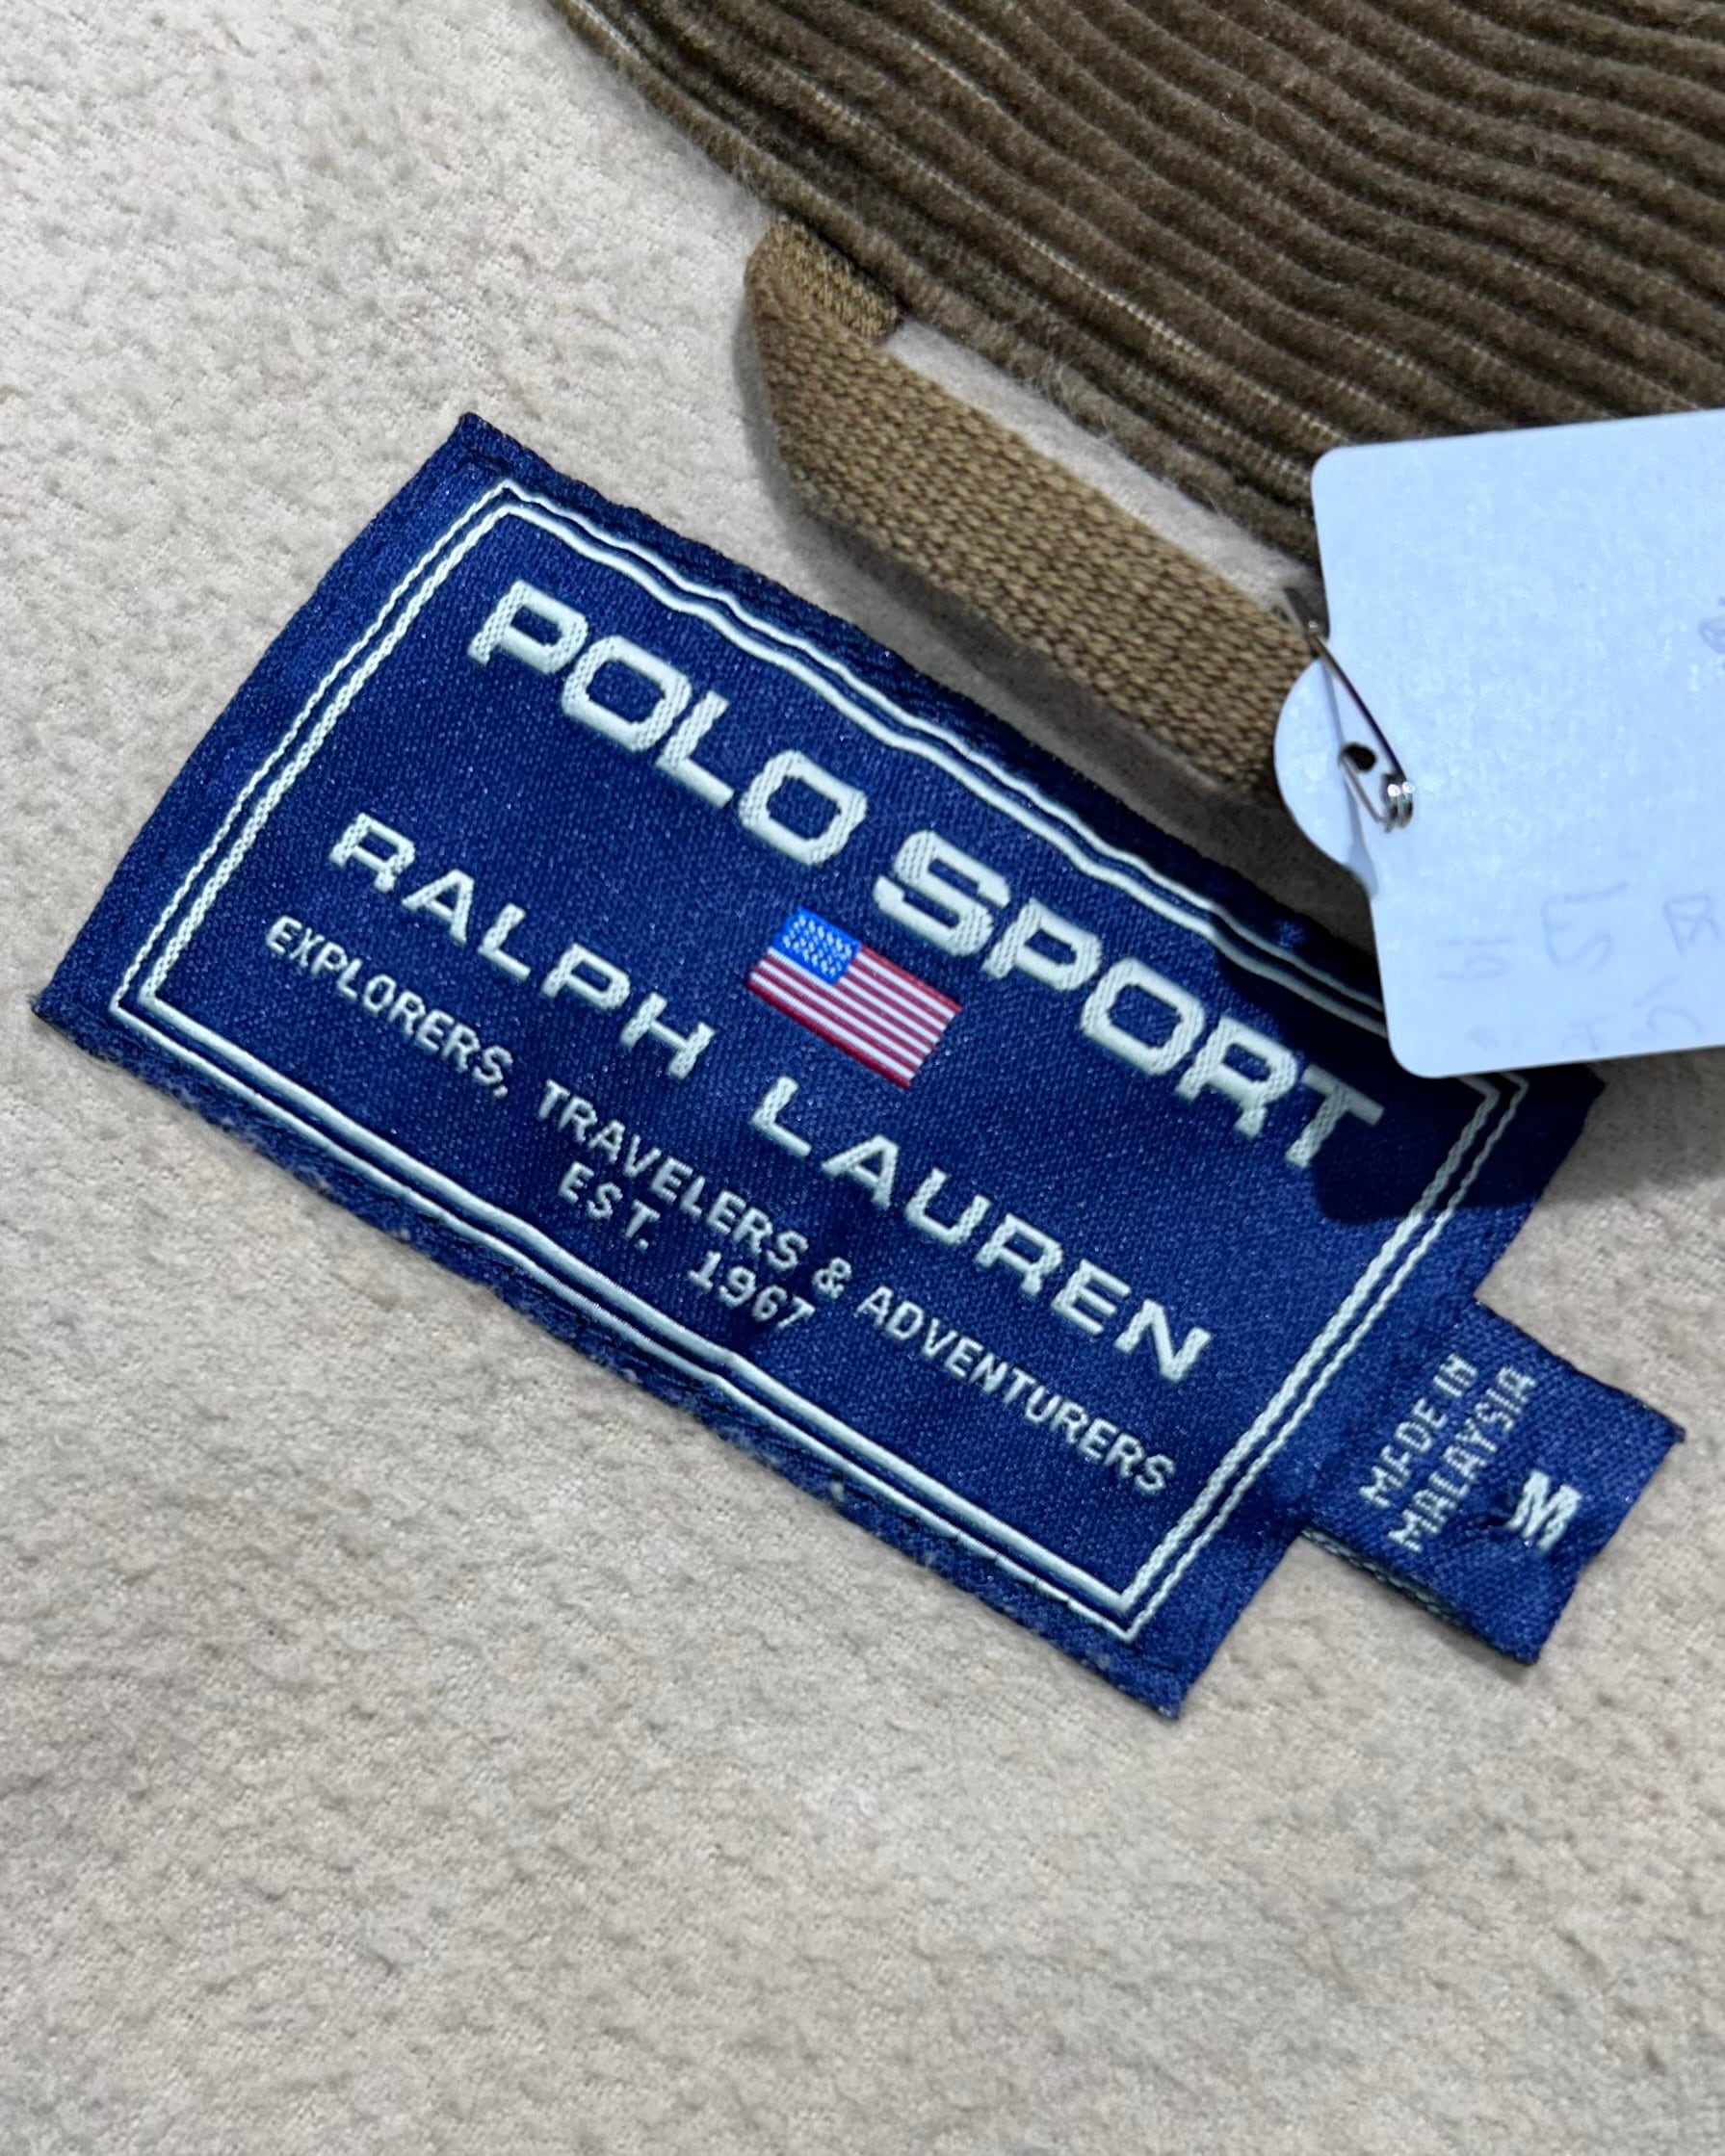 POLO SPORT
RALPH LAUREN
EXPLORERS, TRAVELERS & ADVENTURERS
EST. 1967
MADE IN
MALAYSIA
M